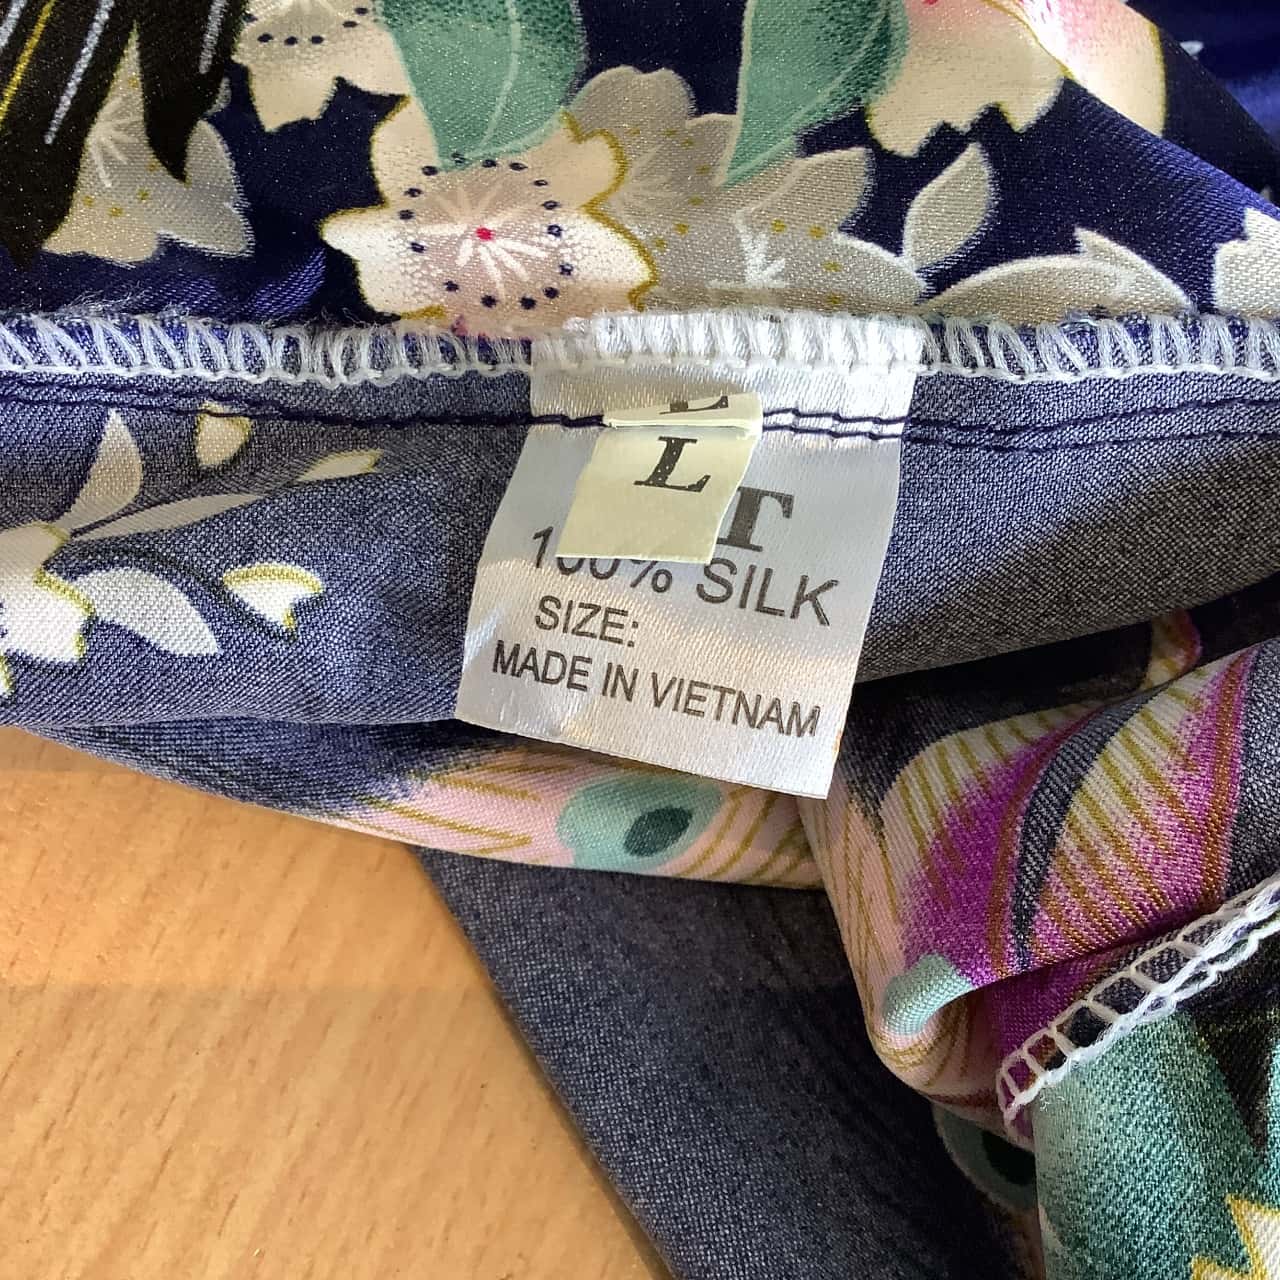 L
T
100% SILK
SIZE:
MADE IN VIETNAM